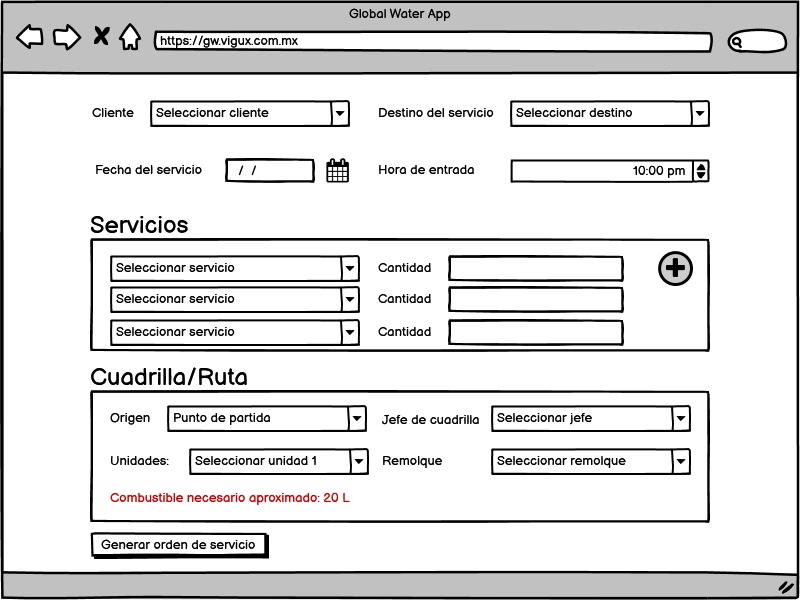 Global Water App
https://gw.vigux.com.mx
Cliente Seleccionar cliente Destino del servicio Seleccionar destino
Fecha del servicio / / Hora de entrada 10:00 pm
Servicios
Seleccionar servicio Cantidad
Seleccionar servicio Cantidad
Seleccionar servicio Cantidad
Cuadrilla/Ruta
Origen Punto de partida Jefe de cuadrilla Seleccionar jefe
Unidades: Seleccionar unidad 1 Remolque Seleccionar remolque
Combustible necesario aproximado: 20 L
Generar orden de servicio